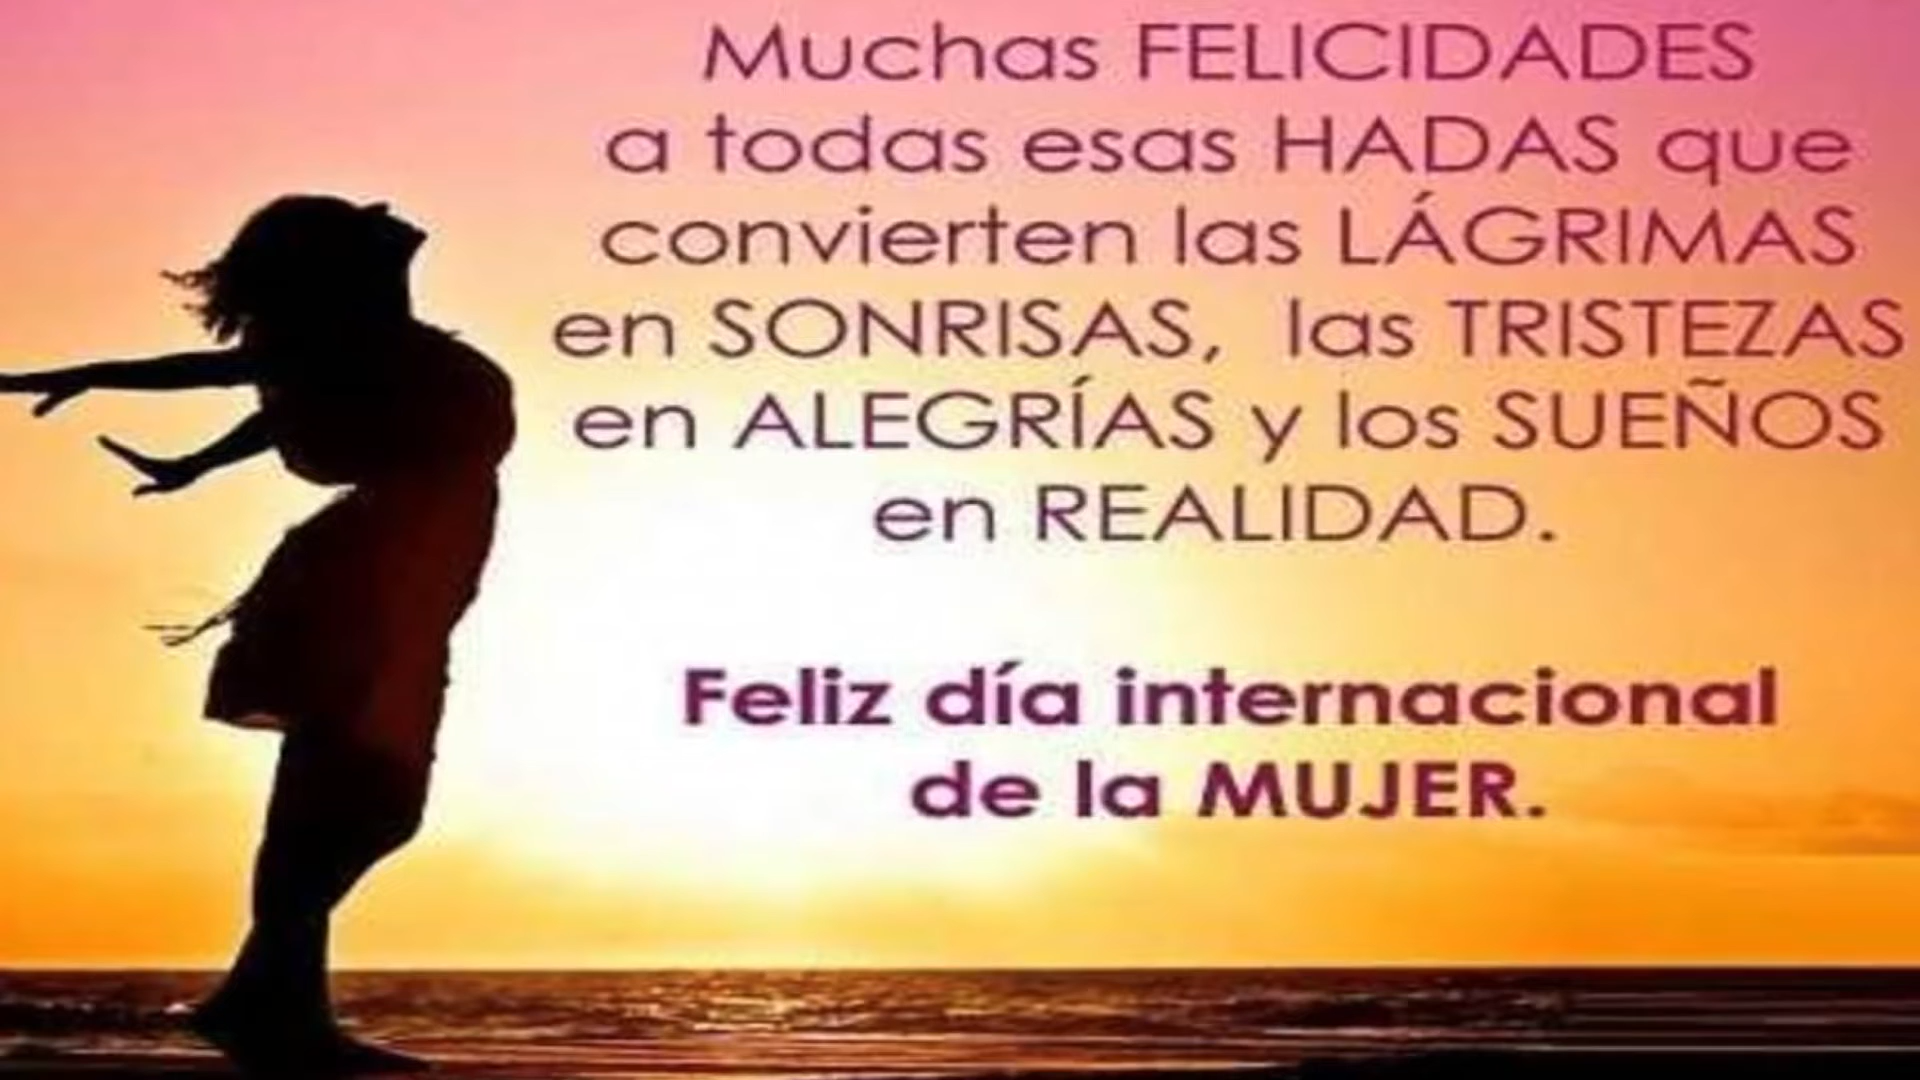 Muchas FELICIDADES
a todas esas HADAS que
convierten las LÁGRIMAS
en SONRISAS, las TRISTEZAS
en ALEGRÍAS y los SUEÑOS
en REALIDAD.
Feliz día internacional
de la MUJER.